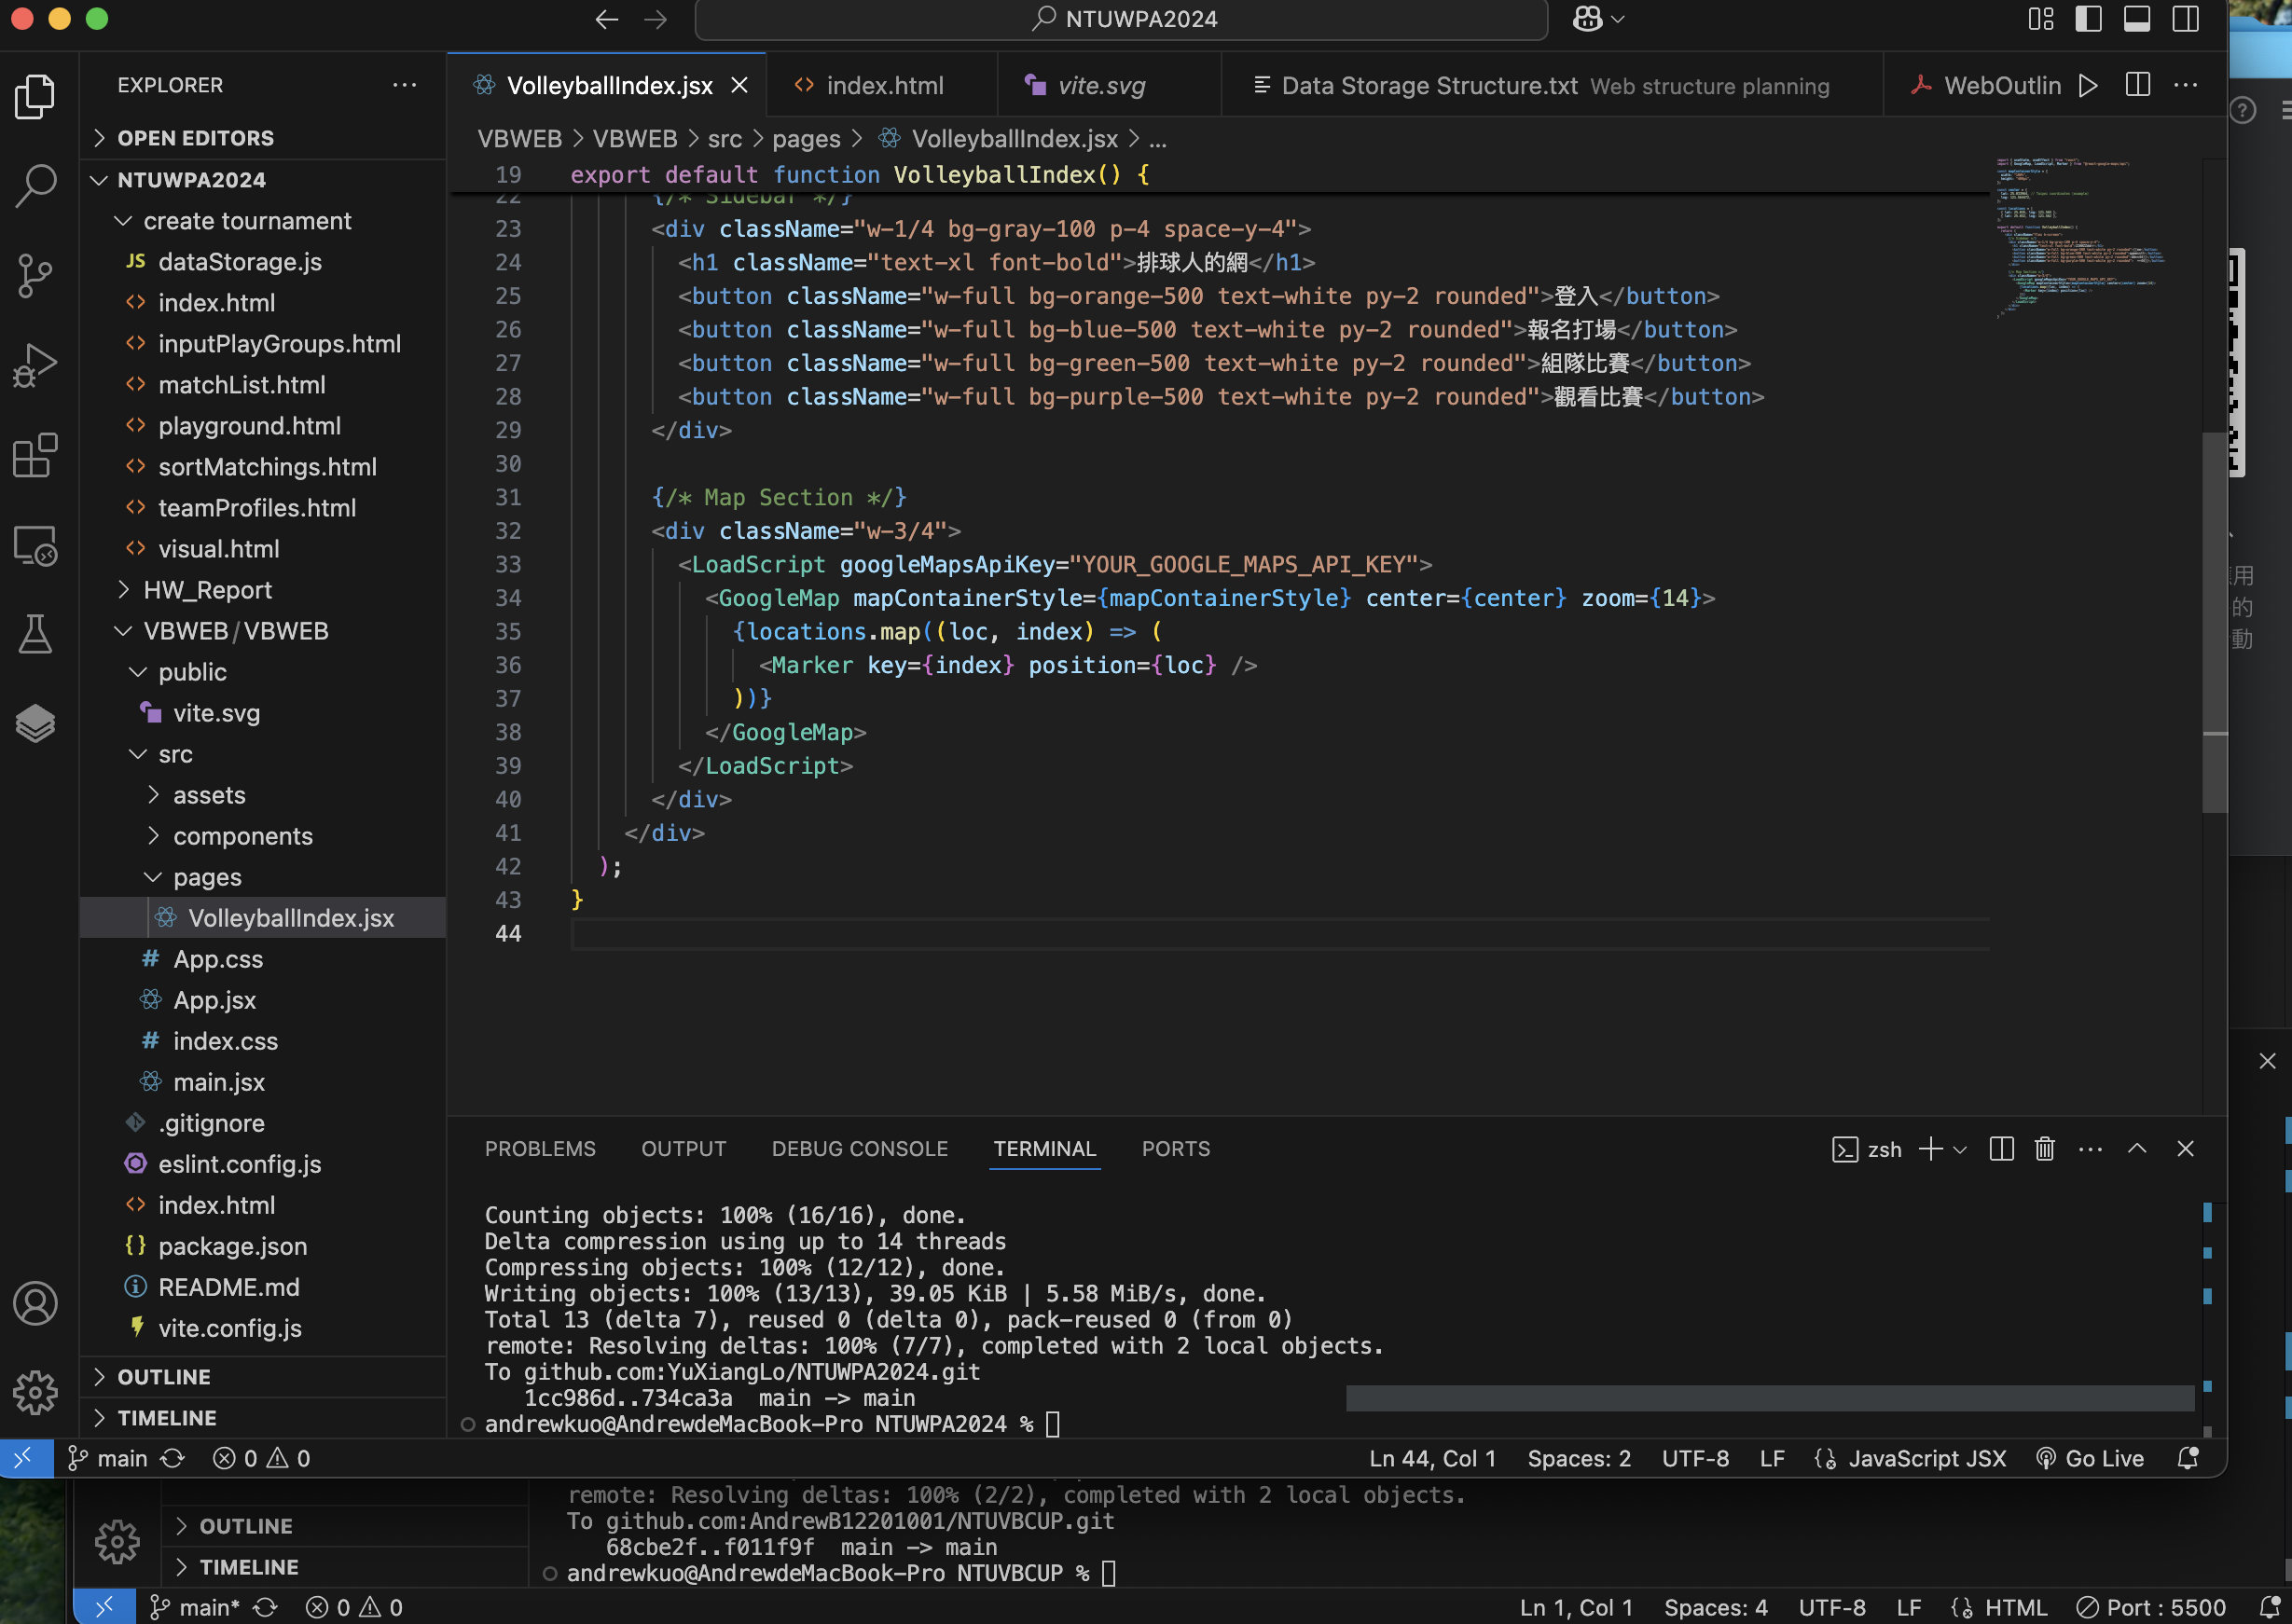 NTUWPA2024
EXPLORER
OPEN EDITORS
NTUWPA2024
create tournament
JS dataStorage.js
index.html
inputPlayGroups.html
matchList.html
playground.html
sortMatchings.html
teamProfiles.html
visual.html
HW_Report
VBWEB/VBWEB
public
vite.svg
src
assets
components
pages
VolleyballIndex.jsx
# App.css
App.jsx
# index.css
main.jsx
.gitignore
eslint.config.js
index.html
{} package.json
README.md
vite.config.js
OUTLINE
TIMELINE
VolleyballIndex.jsx
index.html
vite.svg
Data Storage Structure.txt Web structure planning
WebOutlin
VBWEB > VBWEB > src > pages > VolleyballIndex.jsx > ...
19 export default function VolleyballIndex() {
22 {/* Sidebar */}
23 <div className="w-1/4 bg-gray-100 p-4 space-y-4">
24 <h1 className="text-xl font-bold">排球人的網</h1>
25 <button className="w-full bg-orange-500 text-white py-2 rounded">登入</button>
26 <button className="w-full bg-blue-500 text-white py-2 rounded">報名打場</button>
27 <button className="w-full bg-green-500 text-white py-2 rounded">組隊比賽</button>
28 <button className="w-full bg-purple-500 text-white py-2 rounded">觀看比賽</button>
29 </div>
30
31 {/* Map Section */}
32 <div className="w-3/4">
33 <LoadScript googleMapsApiKey="YOUR_GOOGLE_MAPS_API_KEY">
34 <GoogleMap mapContainerStyle={mapContainerStyle} center={center} zoom={14}>
35 {locations.map((loc, index) => (
36 <Marker key={index} position={loc} />
37 ))}
38 </GoogleMap>
39 </LoadScript>
40 </div>
41 </div>
42 );
43 }
44
用
的
動
PROBLEMS OUTPUT DEBUG CONSOLE TERMINAL PORTS
zsh
Counting objects: 100% (16/16), done.
Delta compression using up to 14 threads
Compressing objects: 100% (12/12), done.
Writing objects: 100% (13/13), 39.05 KiB | 5.58 MiB/s, done.
Total 13 (delta 7), reused 0 (delta 0), pack-reused 0 (from 0)
remote: Resolving deltas: 100% (7/7), completed with 2 local objects.
To github.com:YuXiangLo/NTUWPA2024.git
1cc986d..734ca3a main -> main
andrewkuo@AndrewdeMacBook-Pro NTUWPA2024 %
main 0 0
Ln 44, Col 1 Spaces: 2 UTF-8 LF JavaScript JSX Go Live
OUTLINE
TIMELINE
remote: Resolving deltas: 100% (2/2), completed with 2 local objects.
To github.com:AndrewB12201001/NTUVBCUP.git
68cbe2f..f011f9f main -> main
andrewkuo@AndrewdeMacBook-Pro NTUVBCUP %
main* 0 0
Ln 1, Col 1 Spaces: 4 UTF-8 LF HTML Port : 5500